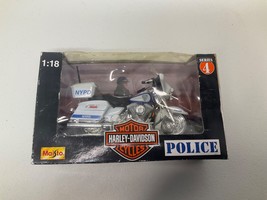 1:18
SERIES
4
NYPD
MOTOR
HARLEY-DAVIDSON
CYCLES
Maisto
POLICE